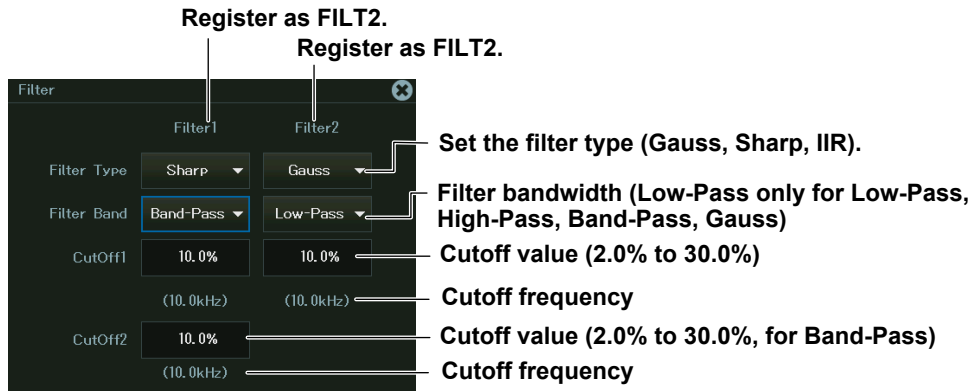 Register as FILT2.
Register as FILT2.
Filter
Filter1 Filter2
Filter Type Sharp Gauss
Set the filter type (Gauss, Sharp, IIR).
Filter Band Band-Pass Low-Pass
Filter bandwidth (Low-Pass only for Low-Pass,
High-Pass, Band-Pass, Gauss)
CutOff1 10.0% 10.0%
Cutoff value (2.0% to 30.0%)
(10.0kHz) (10.0kHz)
Cutoff frequency
CutOff2 10.0%
Cutoff value (2.0% to 30.0%, for Band-Pass)
(10.0kHz)
Cutoff frequency